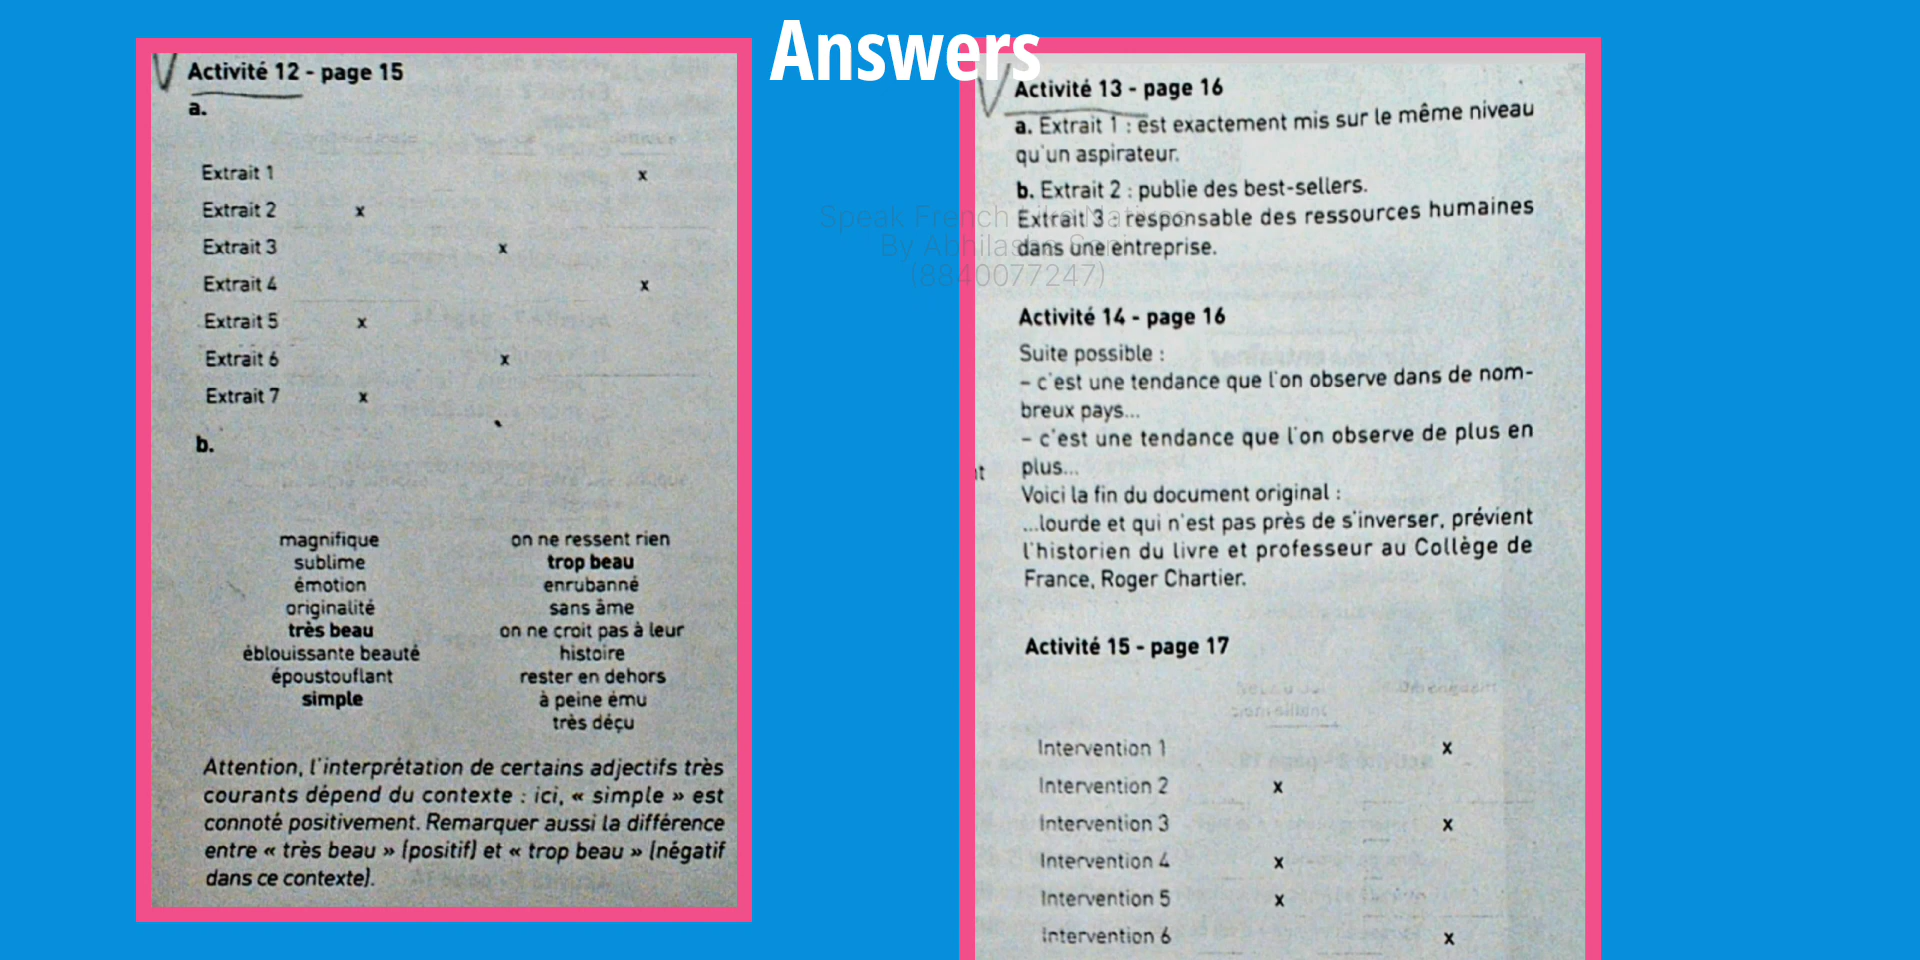 Answers
Activité 12 - page 15
a.
Extrait 1 x
Extrait 2 x
Extrait 3 x
Extrait 4 x
Extrait 5 x
Extrait 6 x
Extrait 7 x
b.
magnifique
sublime
émotion
originalité
très beau
éblouissante beauté
époustouflant
simple
on ne ressent rien
trop beau
enrubanné
sans âme
on ne croit pas à leur
histoire
rester en dehors
à peine ému
très déçu
Attention, l'interprétation de certains adjectifs très
courants dépend du contexte : ici, « simple » est
connoté positivement. Remarquer aussi la différence
entre « très beau » (positif) et « trop beau » (négatif
dans ce contexte).
Speak French Like Natives
By Abhilasha Soni
(8840077247)
Activité 13 - page 16
a. Extrait 1 : est exactement mis sur le même niveau
qu'un aspirateur.
b. Extrait 2 : publie des best-sellers.
Extrait 3 : responsable des ressources humaines
dans une entreprise.
Activité 14 - page 16
Suite possible :
– c'est une tendance que l'on observe dans de nom-
breux pays...
– c'est une tendance que l'on observe de plus en
plus...
Voici la fin du document original :
...lourde et qui n'est pas près de s'inverser, prévient
l'historien du livre et professeur au Collège de
France, Roger Chartier.
Activité 15 - page 17
Intervention 1 x
Intervention 2 x
Intervention 3 x
Intervention 4 x
Intervention 5 x
Intervention 6 x